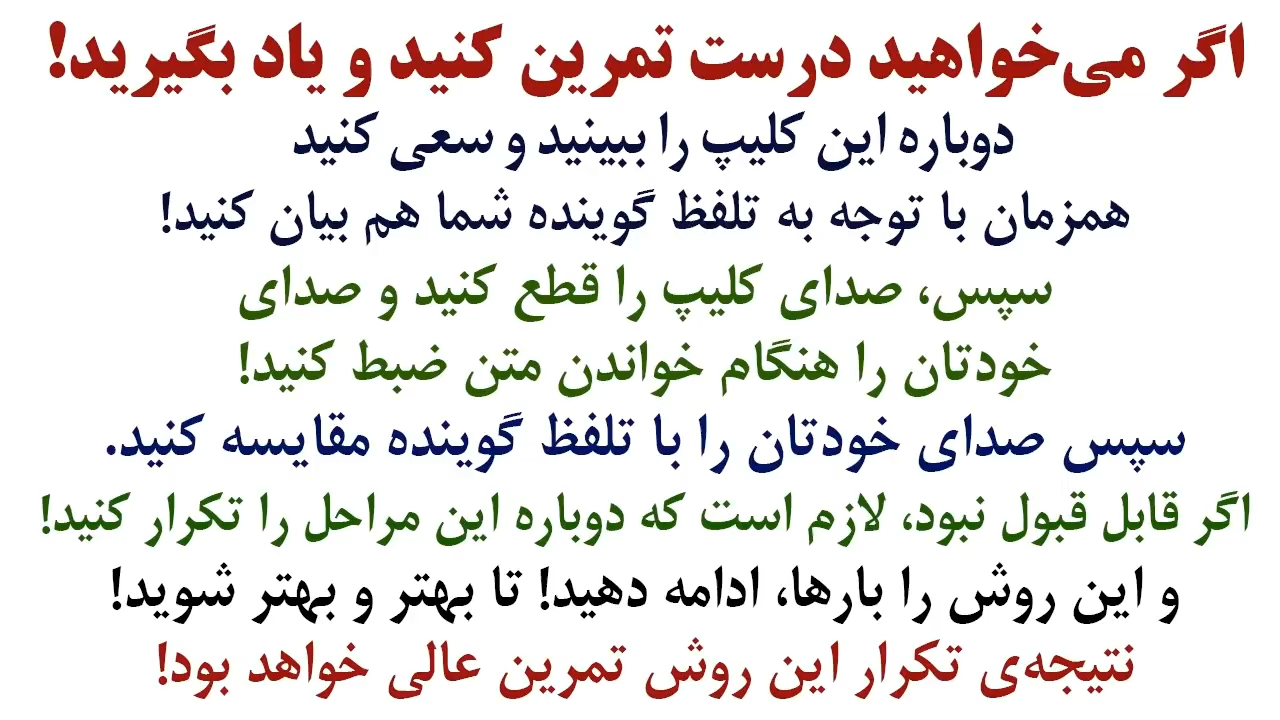 اگر می‌خواهید درست تمرین کنید و یاد بگیرید!
دوباره این کلیپ را ببینید و سعی کنید
همزمان با توجه به تلفظ گوینده شما هم بیان کنید!
سپس، صدای کلیپ را قطع کنید و صدای
خودتان را هنگام خواندن متن ضبط کنید!
سپس صدای خودتان را با تلفظ گوینده مقایسه کنید.
اگر قابل قبول نبود، لازم است که دوباره این مراحل را تکرار کنید!
و این روش را بارها، ادامه دهید! تا بهتر و بهتر شوید!
نتیجه‌ی تکرار این روش تمرین عالی خواهد بود!